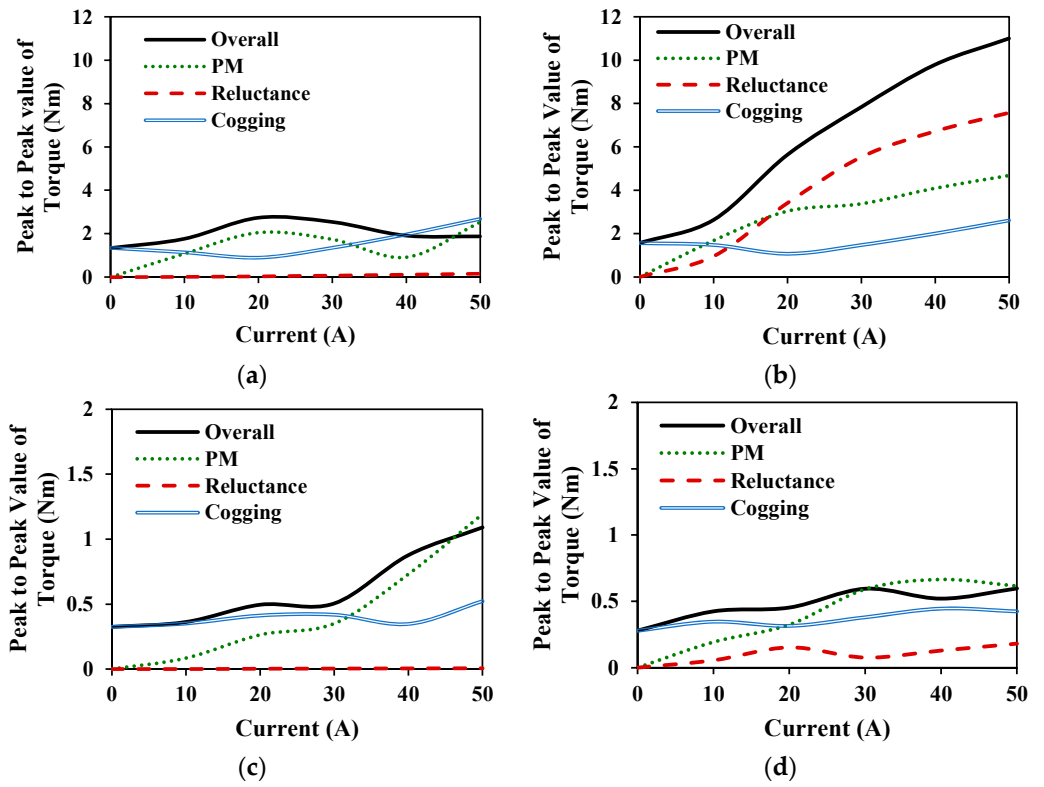 Peak to Peak value of
Torque (Nm)
12
10
8
6
4
2
0
Overall
PM
Reluctance
Cogging
0 10 20 30 40 50
Current (A)
(a)
Peak to Peak Value of
Torque (Nm)
12
10
8
6
4
2
0
Overall
PM
Reluctance
Cogging
0 10 20 30 40 50
Current (A)
(b)
Peak to Peak Value of
Torque (Nm)
2
1.5
1
0.5
0
Overall
PM
Reluctance
Cogging
0 10 20 30 40 50
Current (A)
(c)
Peak to Peak Value of
Torque (Nm)
2
1.5
1
0.5
0
Overall
PM
Reluctance
Cogging
0 10 20 30 40 50
Current (A)
(d)